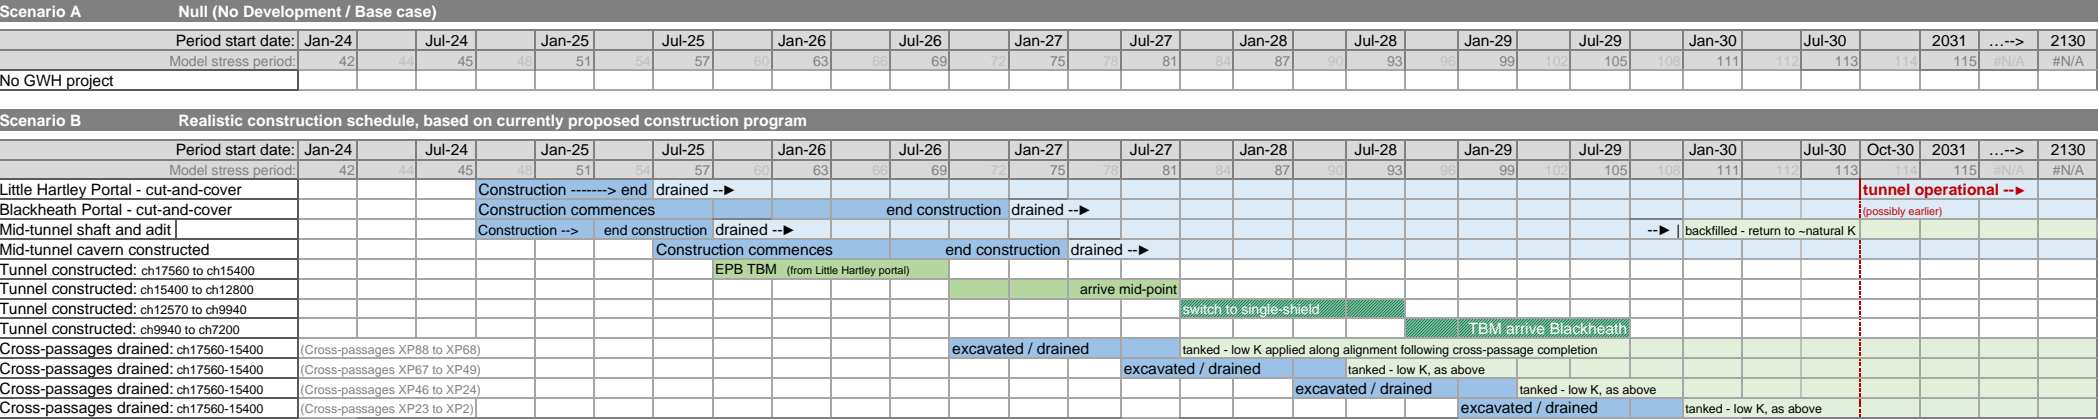 Scenario A Null (No Development / Base case)
Period start date: Jan-24 Jul-24 Jan-25 Jul-25 Jan-26 Jul-26 Jan-27 Jul-27 Jan-28 Jul-28 Jan-29 Jul-29 Jan-30 Jul-30 2031 ...--> 2130
Model stress period: 42 44 45 48 51 54 57 60 63 66 69 72 75 78 81 84 87 90 93 96 99 102 105 108 111 112 113 114 115 #N/A #N/A
No GWH project
Scenario B Realistic construction schedule, based on currently proposed construction program
Period start date: Jan-24 Jul-24 Jan-25 Jul-25 Jan-26 Jul-26 Jan-27 Jul-27 Jan-28 Jul-28 Jan-29 Jul-29 Jan-30 Jul-30 Oct-30 2031 ...--> 2130
Model stress period: 42 44 45 48 51 54 57 60 63 66 69 72 75 78 81 84 87 90 93 96 99 102 105 108 111 112 113 114 115 #N/A #N/A
Little Hartley Portal - cut-and-cover Construction -------> end drained --► tunnel operational --►
Blackheath Portal - cut-and-cover Construction commences end construction drained --► (possibly earlier)
Mid-tunnel shaft and adit Construction --> end construction drained --► --► | backfilled - return to ~natural K
Mid-tunnel cavern constructed Construction commences end construction drained --►
Tunnel constructed: ch17560 to ch15400 EPB TBM (from Little Hartley portal)
Tunnel constructed: ch15400 to ch12800 arrive mid-point
Tunnel constructed: ch12570 to ch9940 switch to single-shield
Tunnel constructed: ch9940 to ch7200 TBM arrive Blackheath
Cross-passages drained: ch17560-15400 (Cross-passages XP88 to XP68) excavated / drained tanked - low K applied along alignment following cross-passage completion
Cross-passages drained: ch17560-15400 (Cross-passages XP67 to XP49) excavated / drained tanked - low K, as above
Cross-passages drained: ch17560-15400 (Cross-passages XP46 to XP24) excavated / drained tanked - low K, as above
Cross-passages drained: ch17560-15400 (Cross-passages XP23 to XP2) excavated / drained tanked - low K, as above